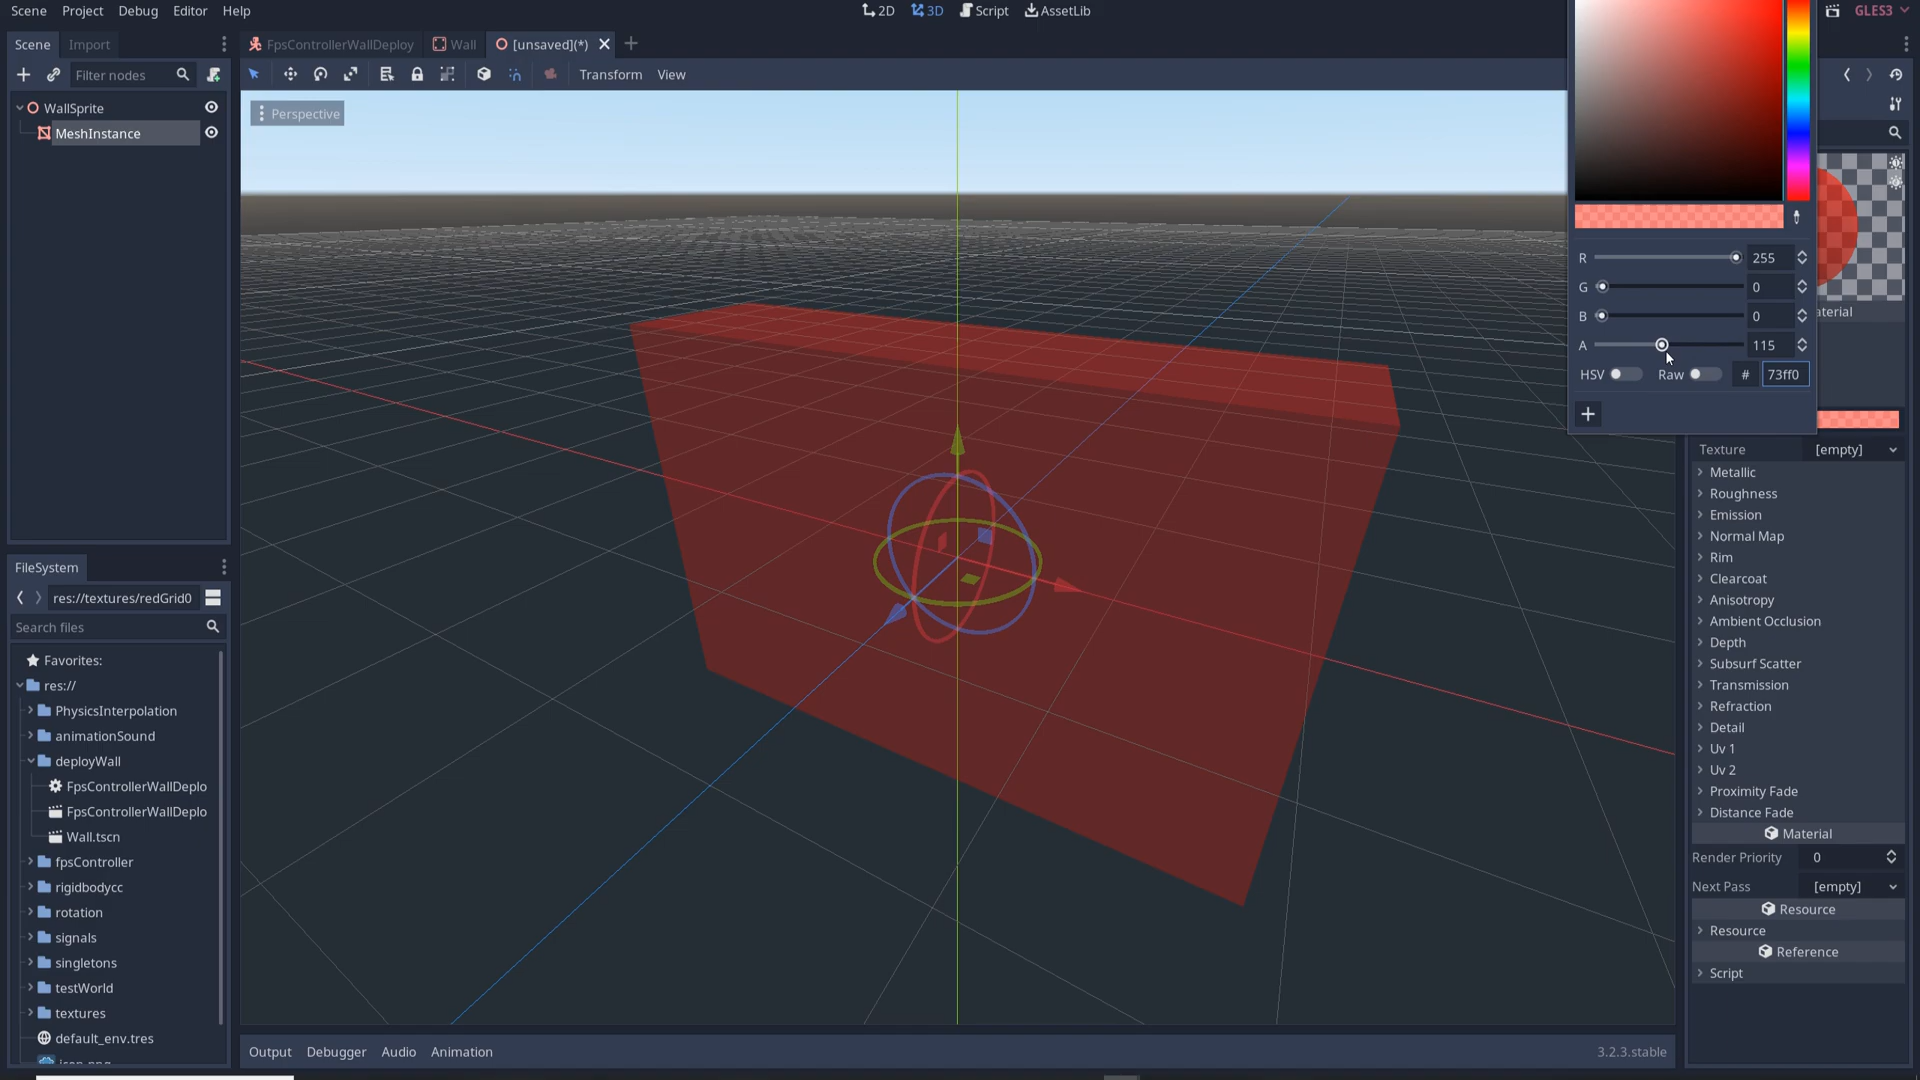 Scene Project Debug Editor Help
2D 3D Script AssetLib
GLES3
Scene Import
FpsControllerWallDeploy Wall [unsaved](*)
Filter nodes
Transform View
WallSprite
MeshInstance
Perspective
R 255
G 0
B 0
A 115
HSV Raw # 73ff0
FileSystem
res://textures/redGrid0
Search files
Favorites:
res://
PhysicsInterpolation
animationSound
deployWall
FpsControllerWallDeplo
FpsControllerWallDeplo
Wall.tscn
fpsController
rigidbodycc
rotation
signals
singletons
testWorld
textures
default_env.tres
aterial
Texture [empty]
Metallic
Roughness
Emission
Normal Map
Rim
Clearcoat
Anisotropy
Ambient Occlusion
Depth
Subsurf Scatter
Transmission
Refraction
Detail
Uv 1
Uv 2
Proximity Fade
Distance Fade
Material
Render Priority 0
Next Pass [empty]
Resource
Resource
Reference
Script
Output Debugger Audio Animation
3.2.3.stable